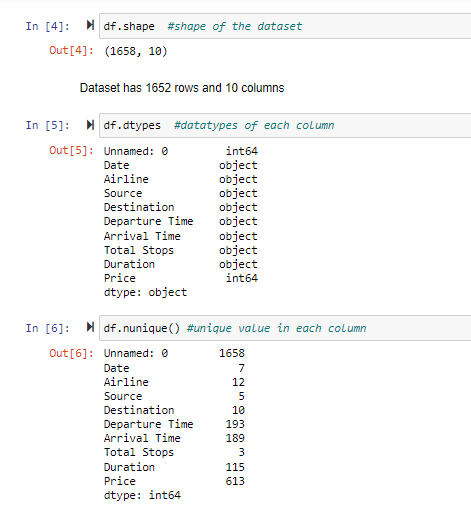 In [4]: df.shape #shape of the dataset
Out[4]: (1658, 10)
Dataset has 1652 rows and 10 columns
In [5]: df.dtypes #datatypes of each column
Out[5]: Unnamed: 0 int64
Date object
Airline object
Source object
Destination object
Departure Time object
Arrival Time object
Total Stops object
Duration object
Price int64
dtype: object
In [6]: df.nunique() #unique value in each column
Out[6]: Unnamed: 0 1658
Date 7
Airline 12
Source 5
Destination 10
Departure Time 193
Arrival Time 189
Total Stops 3
Duration 115
Price 613
dtype: int64